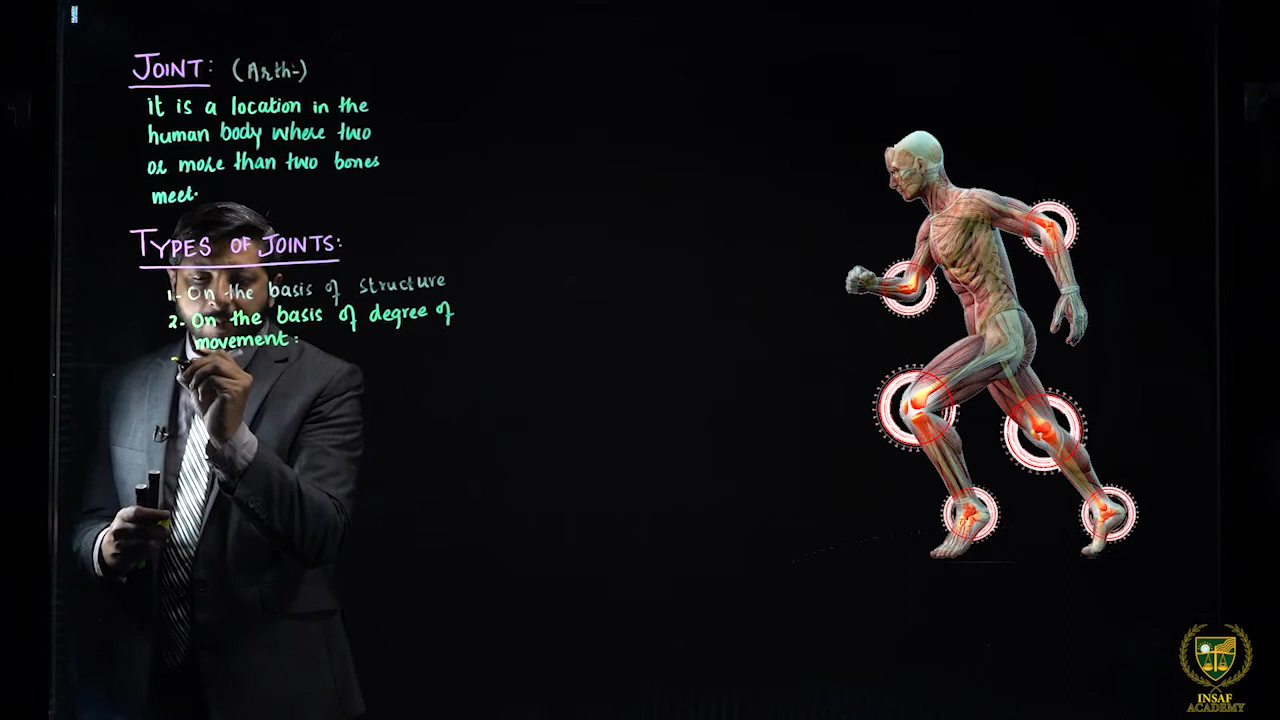 JOINT: (Arth-)
it is a location in the
human body where two
or more than two bones
meet.
TYPES OF JOINTS:
1- On the basis of structure
2- On the basis of degree of
movement:
INSAF
ACADEMY